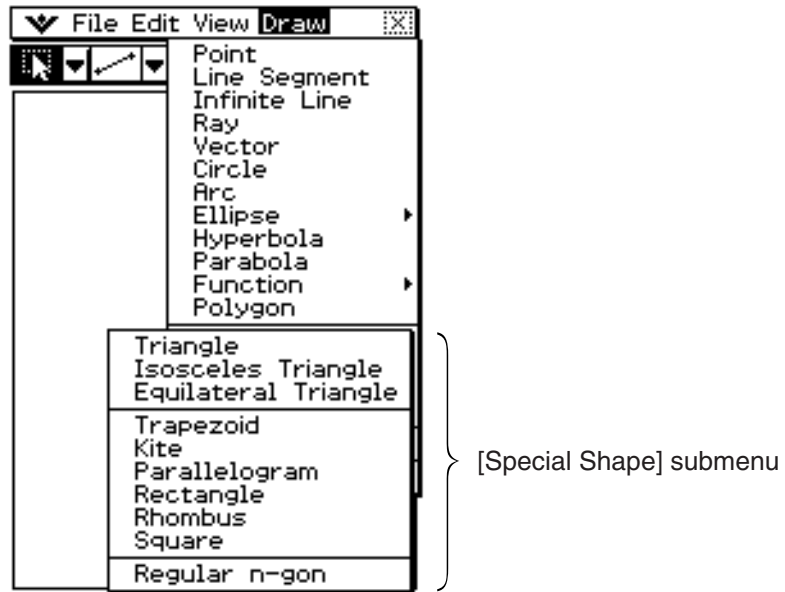 File Edit View Draw
Point
Line Segment
Infinite Line
Ray
Vector
Circle
Arc
Ellipse
Hyperbola
Parabola
Function
Polygon
Triangle
Isosceles Triangle
Equilateral Triangle
Trapezoid
Kite
Parallelogram
Rectangle
Rhombus
Square
Regular n-gon
[Special Shape] submenu